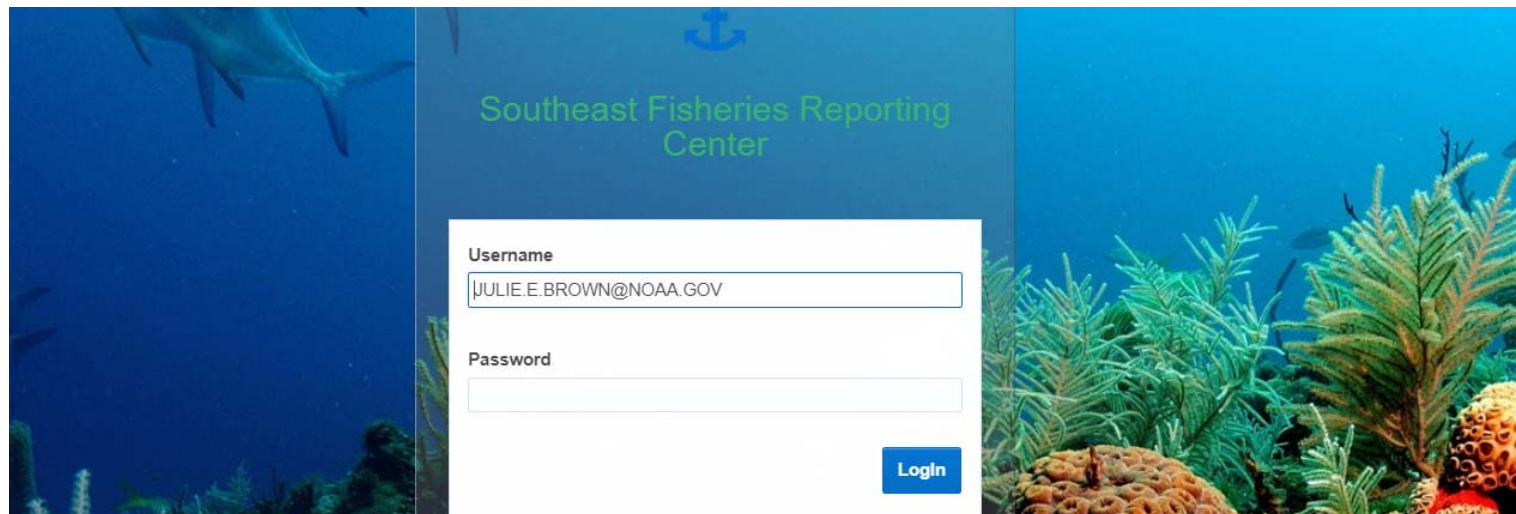 Southeast Fisheries Reporting
Center
Username
JULIE.E.BROWN@NOAA.GOV
Password
LogIn